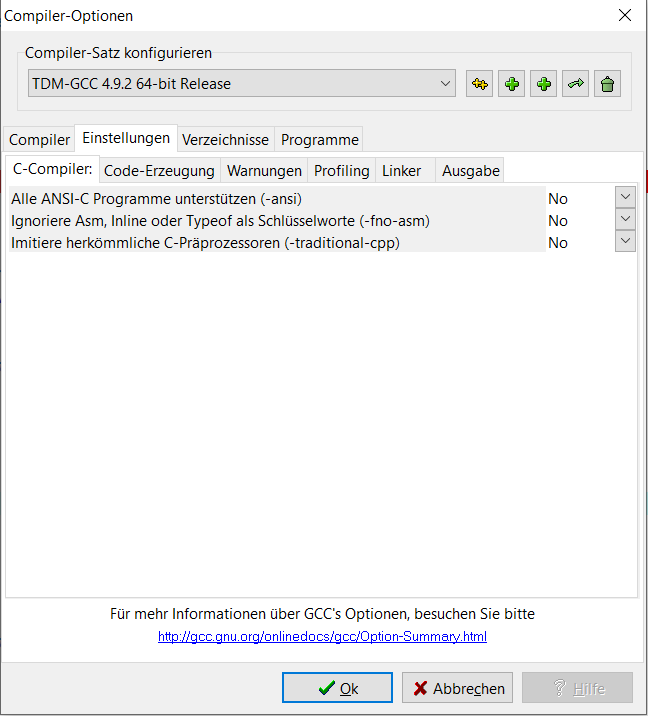 Compiler-Optionen
Compiler-Satz konfigurieren
TDM-GCC 4.9.2 64-bit Release
Compiler Einstellungen Verzeichnisse Programme
C-Compiler: Code-Erzeugung Warnungen Profiling Linker Ausgabe
Alle ANSI-C Programme unterstützen (-ansi) No
Ignoriere Asm, Inline oder Typeof als Schlüsselworte (-fno-asm) No
Imitiere herkömmliche C-Präprozessoren (-traditional-cpp) No
Für mehr Informationen über GCC's Optionen, besuchen Sie bitte
http://gcc.gnu.org/onlinedocs/gcc/Option-Summary.html
Ok Abbrechen Hilfe